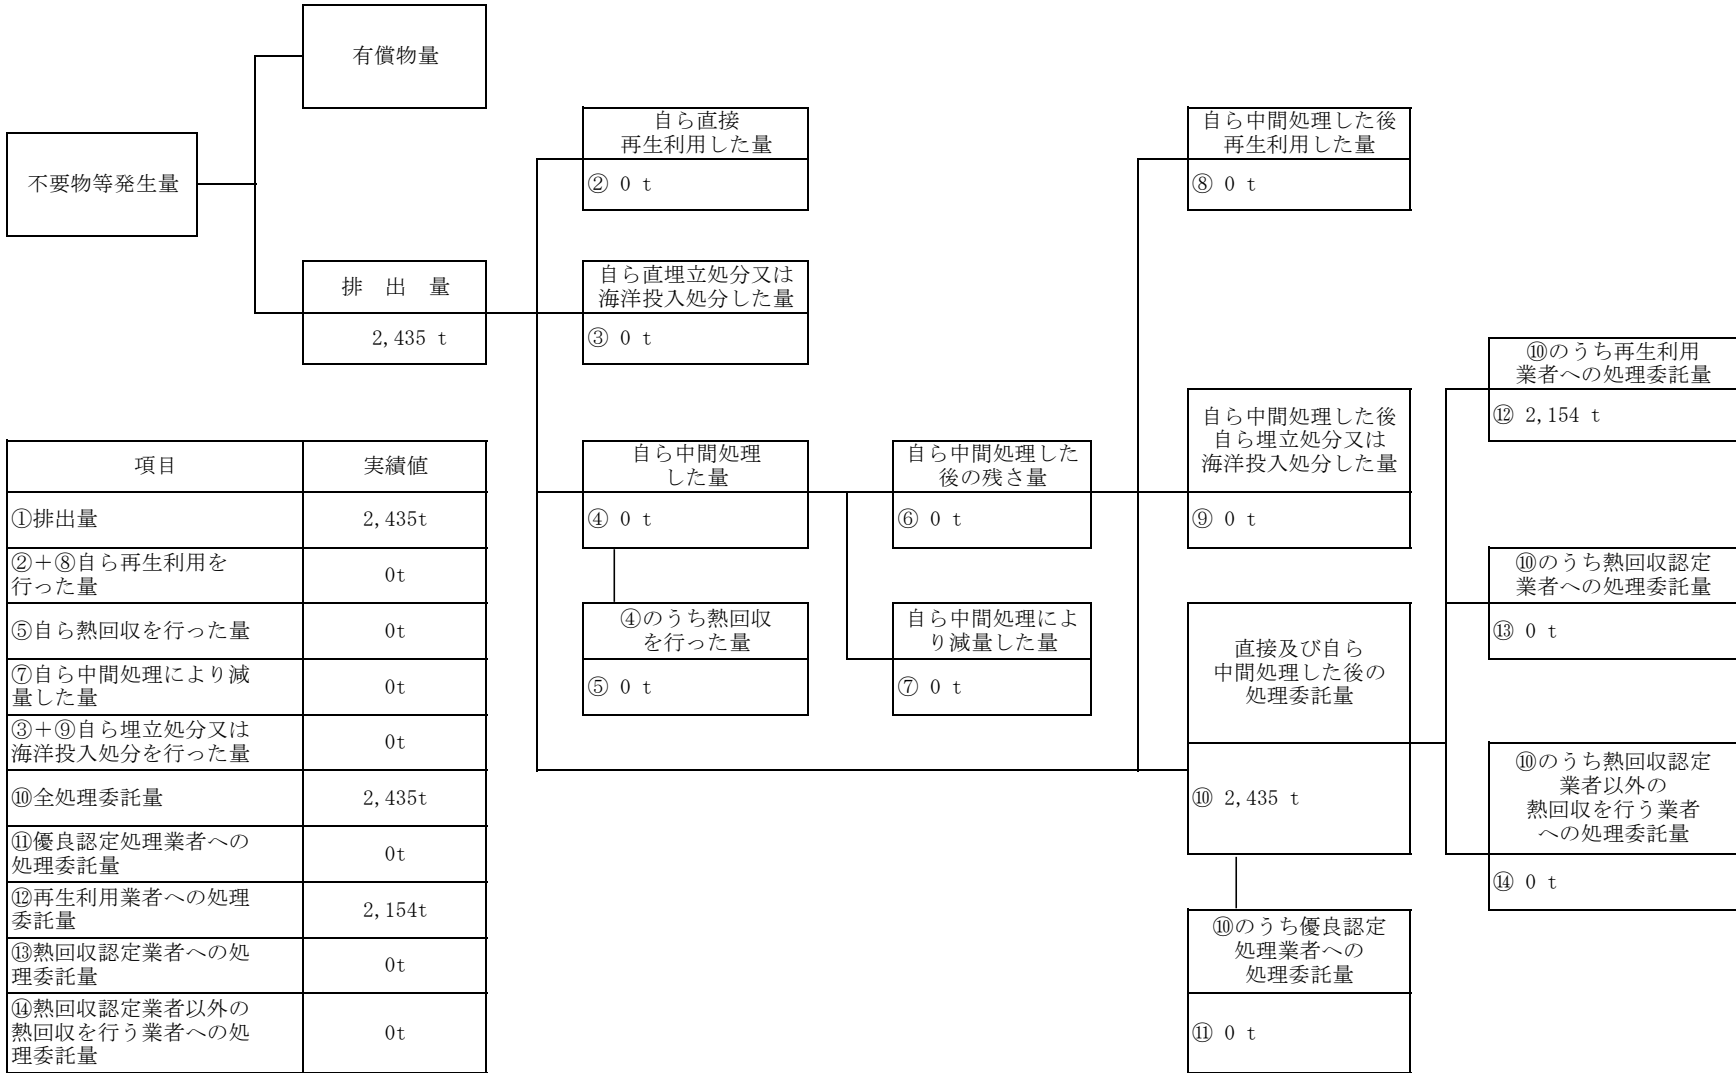 有償物量
不要物等発生量
排　出　量
2,435 t
自ら直接
再生利用した量
② 0 t
自ら直埋立処分又は
海洋投入処分した量
③ 0 t
自ら中間処理
した量
④ 0 t
④のうち熱回収
を行った量
⑤ 0 t
自ら中間処理した
後の残さ量
⑥ 0 t
自ら中間処理によ
り減量した量
⑦ 0 t
自ら中間処理した後
再生利用した量
⑧ 0 t
自ら中間処理した後
自ら埋立処分又は
海洋投入処分した量
⑨ 0 t
直接及び自ら
中間処理した後の
処理委託量
⑩ 2,435 t
⑩のうち優良認定
処理業者への
処理委託量
⑪ 0 t
⑩のうち再生利用
業者への処理委託量
⑫ 2,154 t
⑩のうち熱回収認定
業者への処理委託量
⑬ 0 t
⑩のうち熱回収認定
業者以外の
熱回収を行う業者
への処理委託量
⑭ 0 t
項目 実績値
①排出量 2,435t
②＋⑧自ら再生利用を
行った量 0t
⑤自ら熱回収を行った量 0t
⑦自ら中間処理により減
量した量 0t
③＋⑨自ら埋立処分又は
海洋投入処分を行った量 0t
⑩全処理委託量 2,435t
⑪優良認定処理業者への
処理委託量 0t
⑫再生利用業者への処理
委託量 2,154t
⑬熱回収認定業者への処
理委託量 0t
⑭熱回収認定業者以外の
熱回収を行う業者への処
理委託量 0t